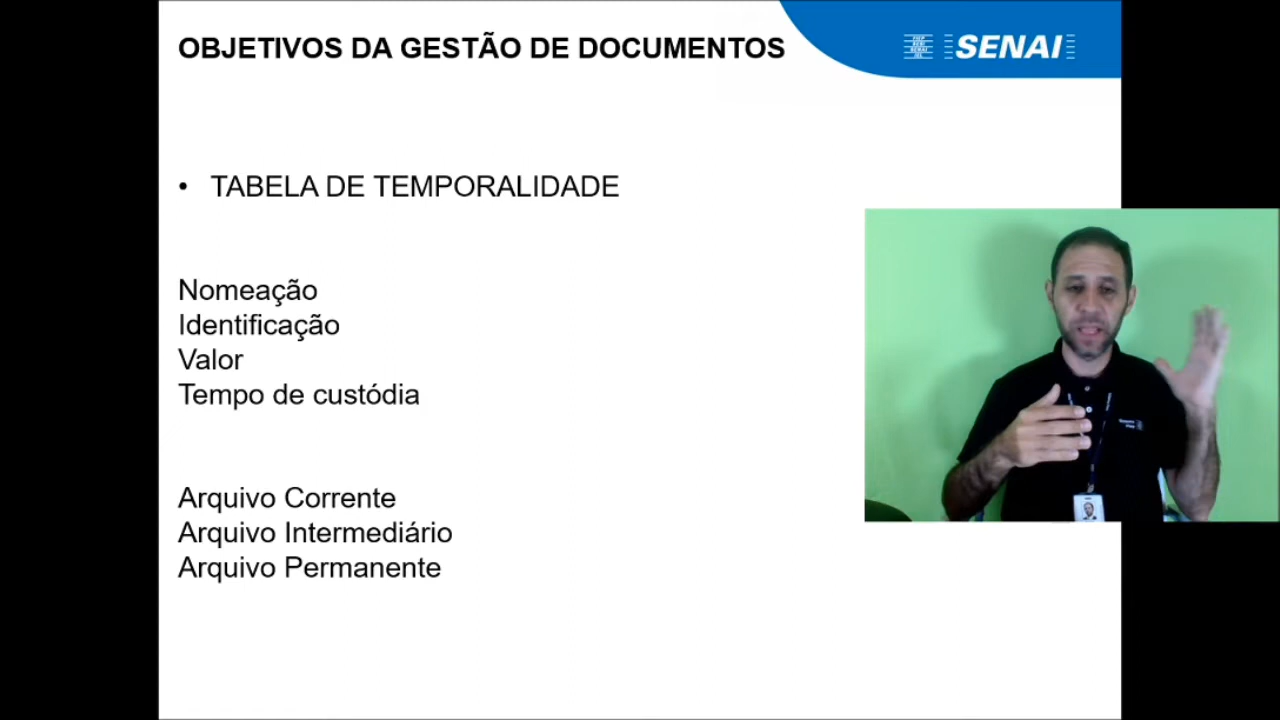 OBJETIVOS DA GESTÃO DE DOCUMENTOS
SENAI
• TABELA DE TEMPORALIDADE
Nomeação
Identificação
Valor
Tempo de custódia
Arquivo Corrente
Arquivo Intermediário
Arquivo Permanente